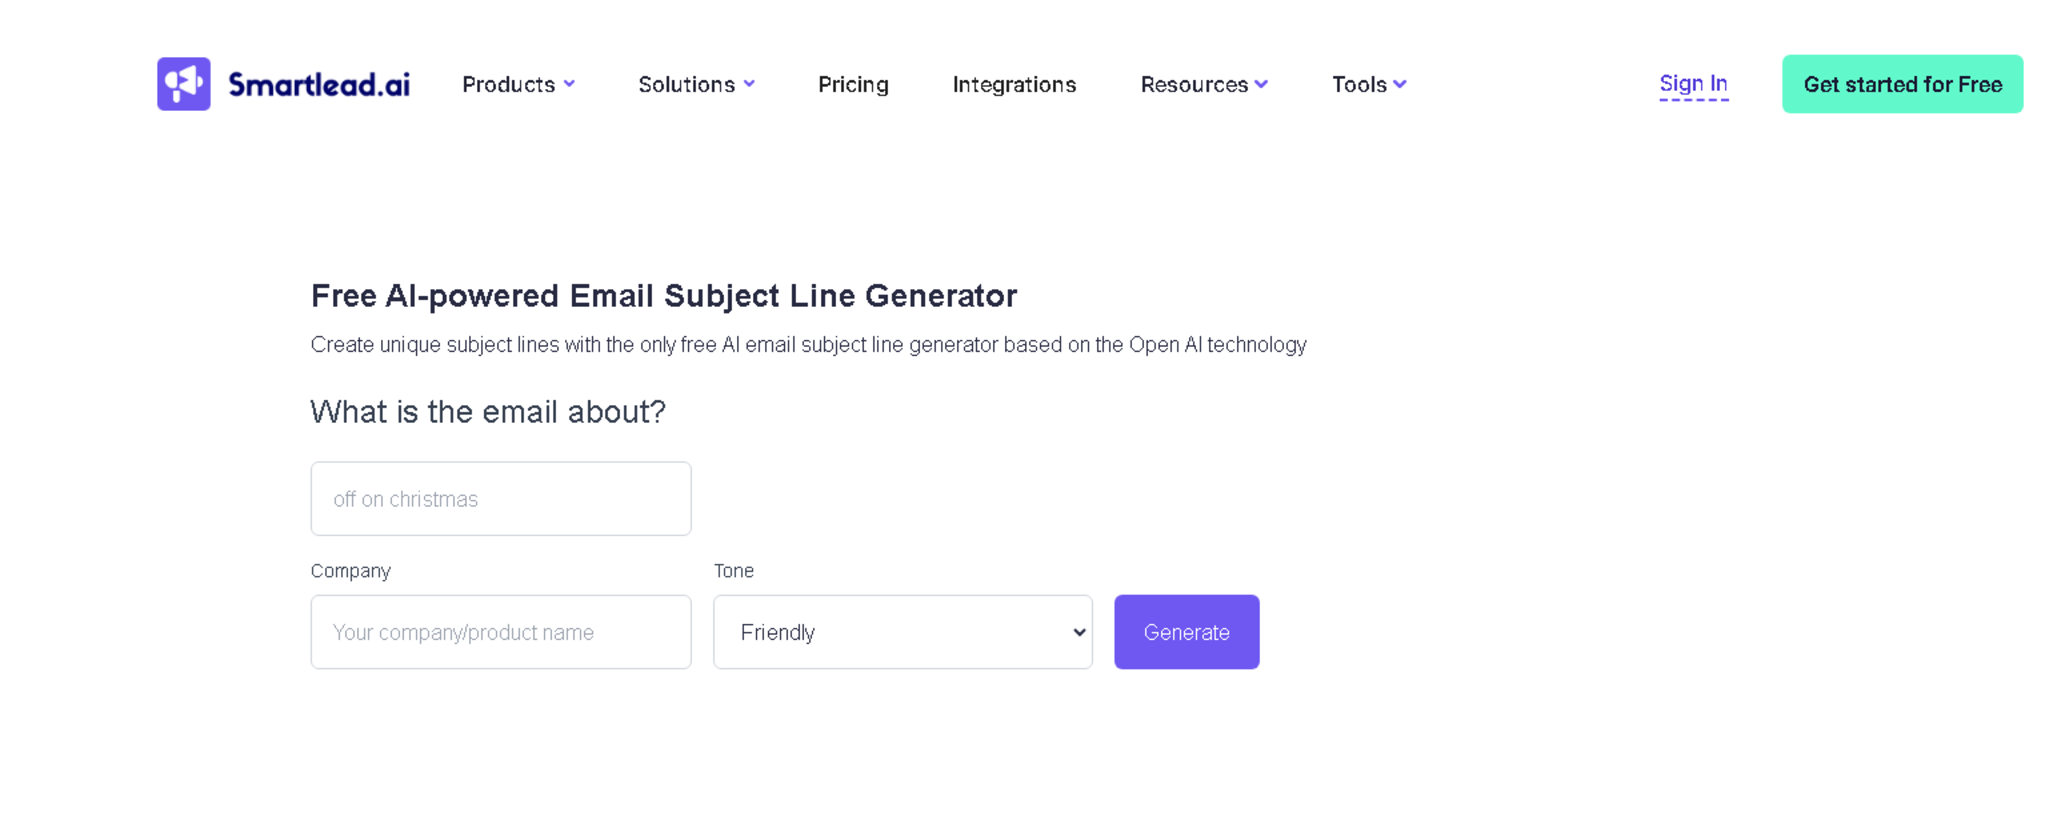 Smartlead.ai Products Solutions Pricing Integrations Resources Tools Sign In Get started for Free
Free AI-powered Email Subject Line Generator
Create unique subject lines with the only free AI email subject line generator based on the Open AI technology
What is the email about?
off on christmas
Company Tone
Your company/product name Friendly Generate